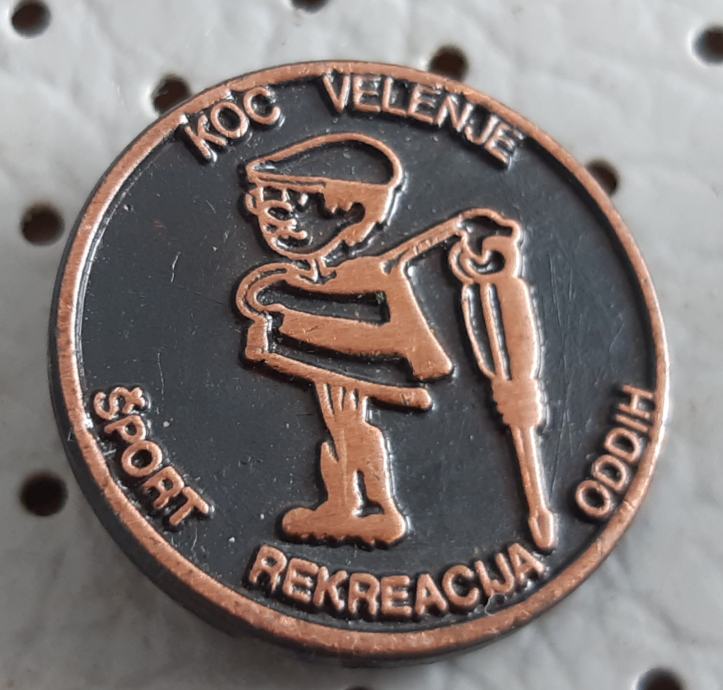 KOC VELENJE
ŠPORT
REKREACIJA
ODDIH